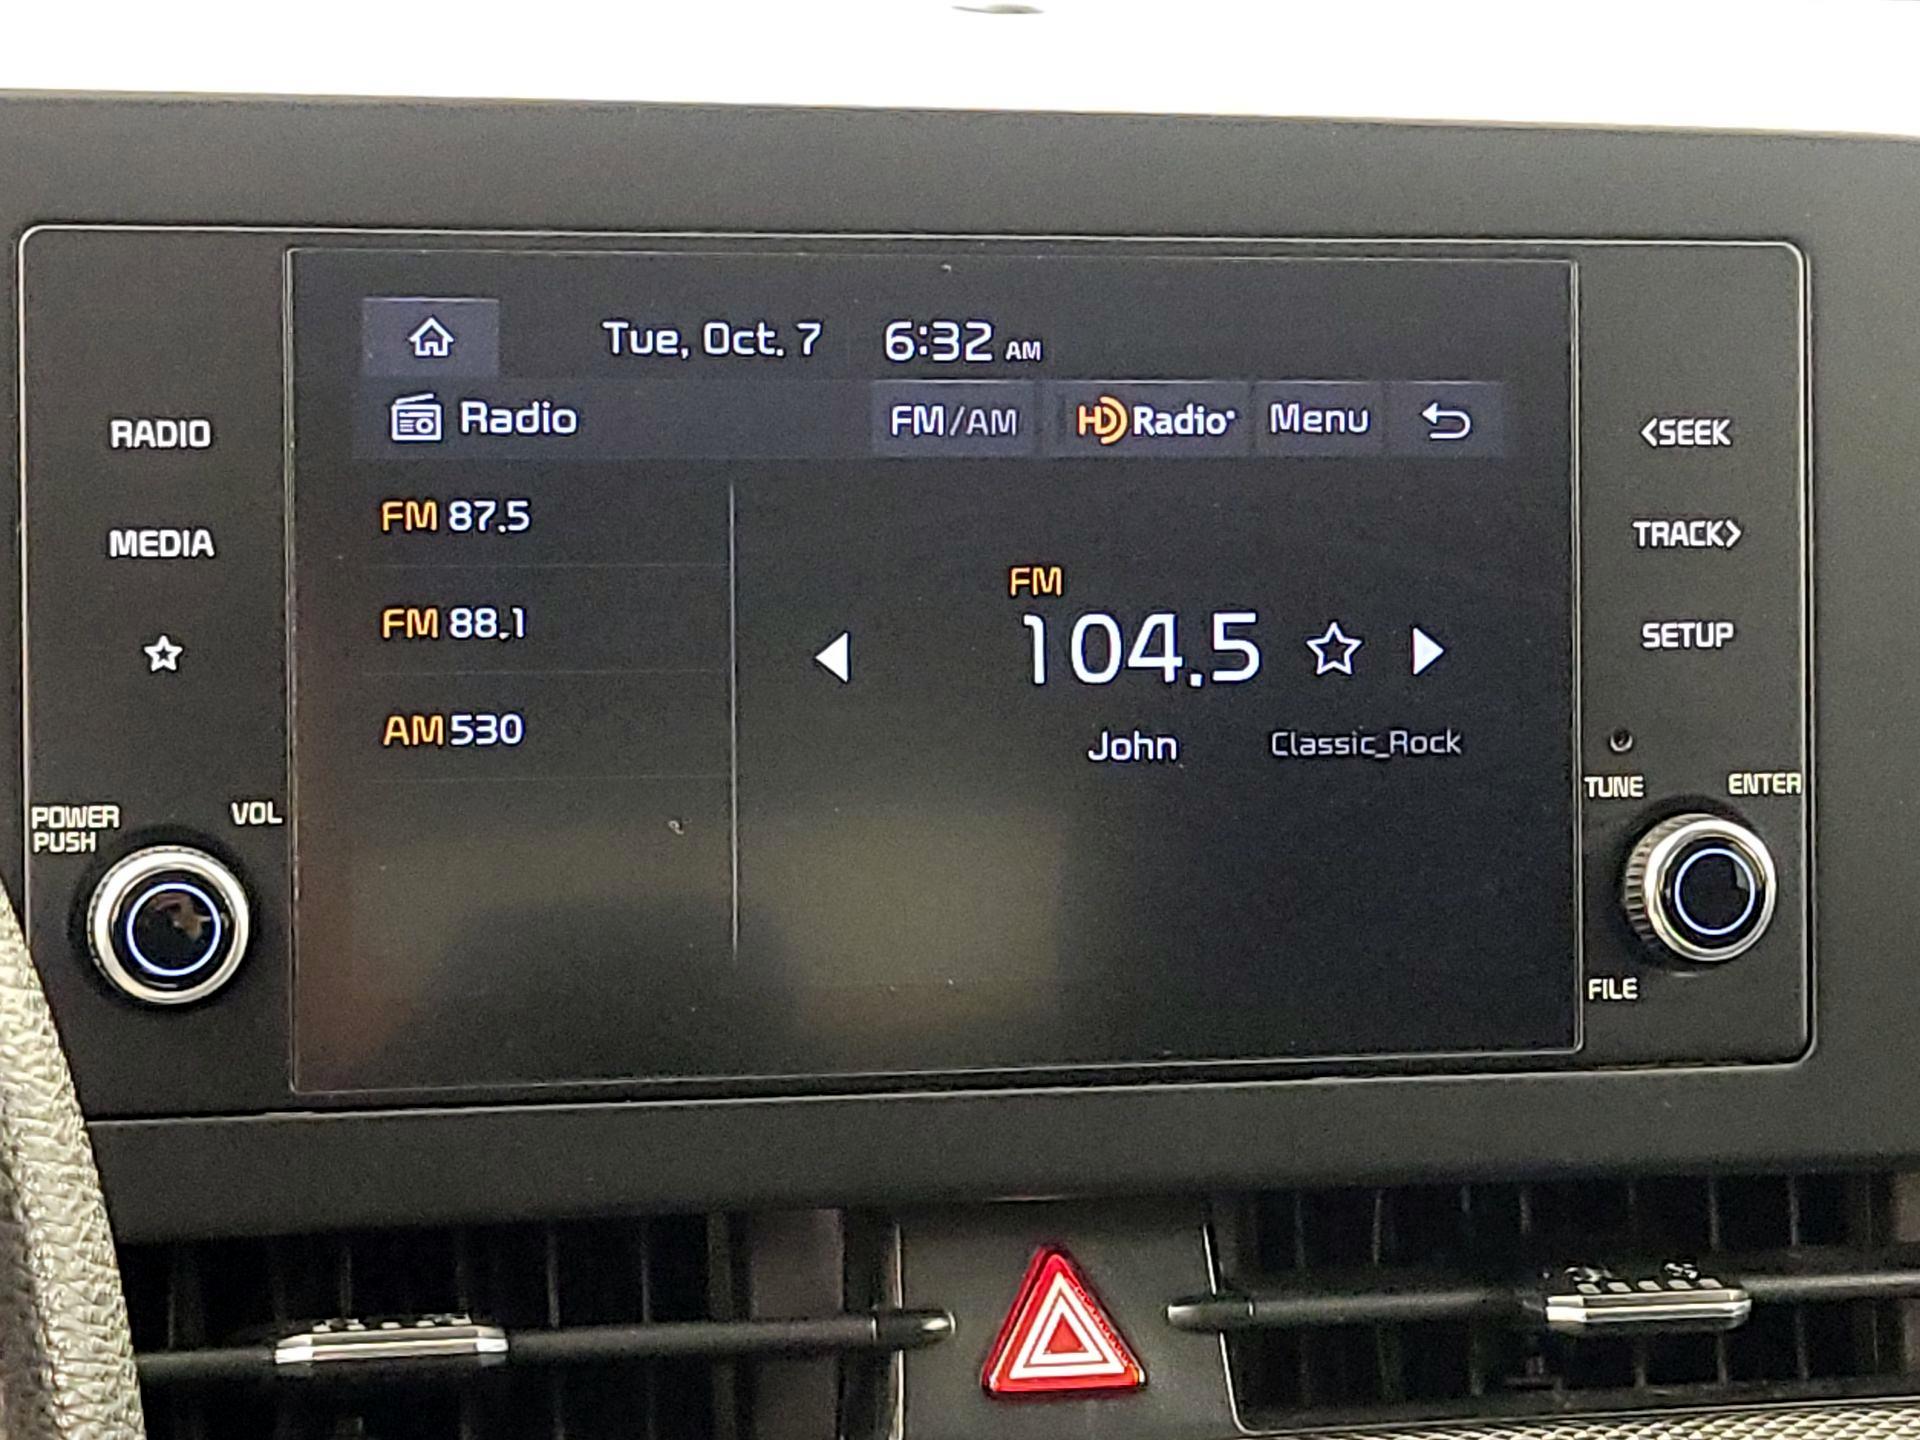 Tue, Oct. 7 6:32 AM
Radio FM/AM HD Radio Menu
RADIO
MEDIA
<SEEK
TRACK>
SETUP
FM 87.5
FM 88.1
AM 530
FM
104.5
John Classic_Rock
POWER
PUSH
VOL
TUNE
ENTER
FILE